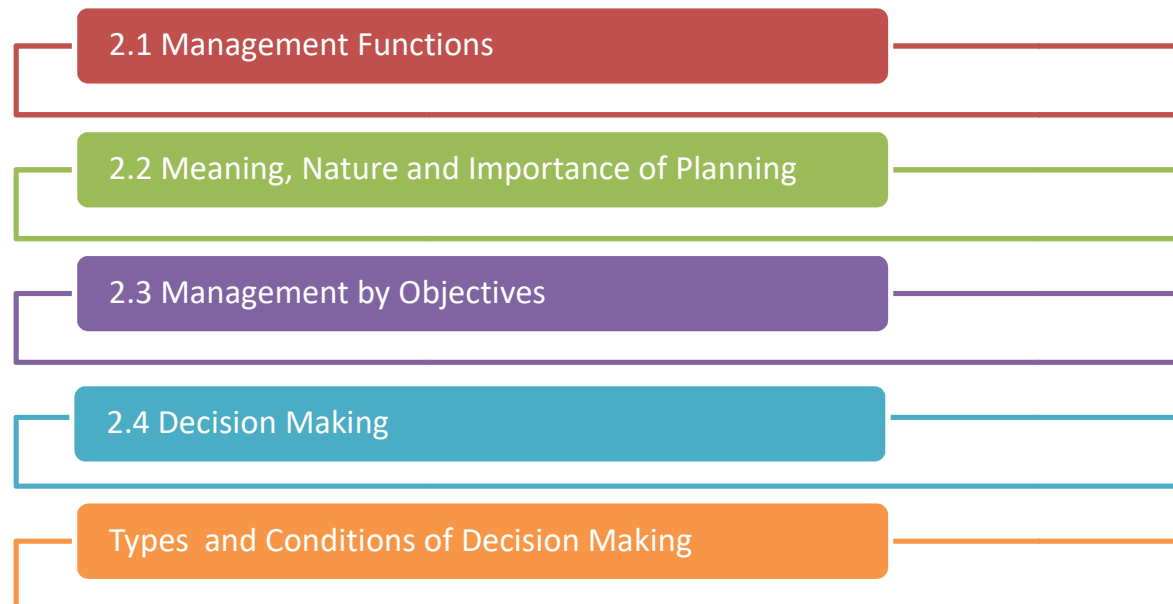 2.1 Management Functions
2.2 Meaning, Nature and Importance of Planning
2.3 Management by Objectives
2.4 Decision Making
Types  and Conditions of Decision Making